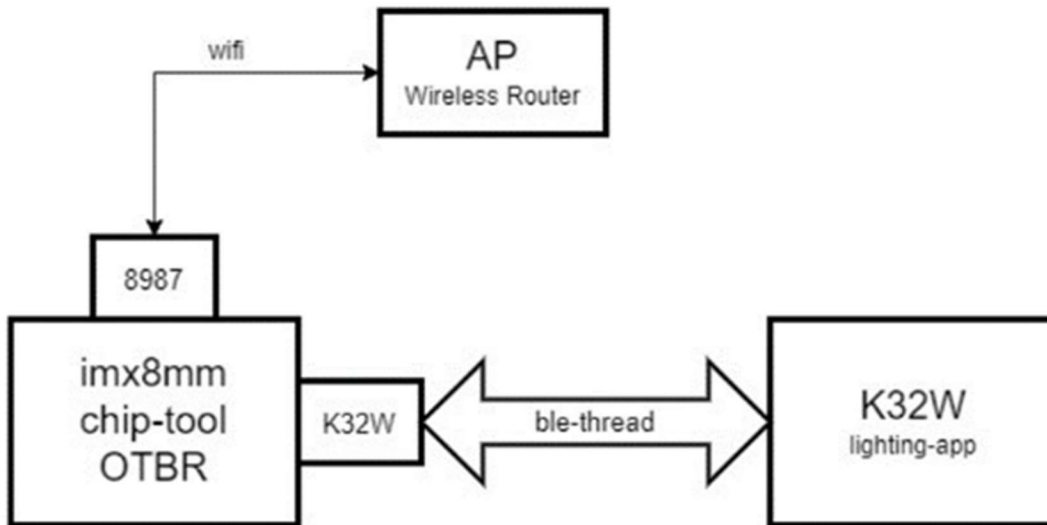 wifi
AP
Wireless Router
8987
imx8mm
chip-tool
OTBR
K32W
ble-thread
K32W
lighting-app